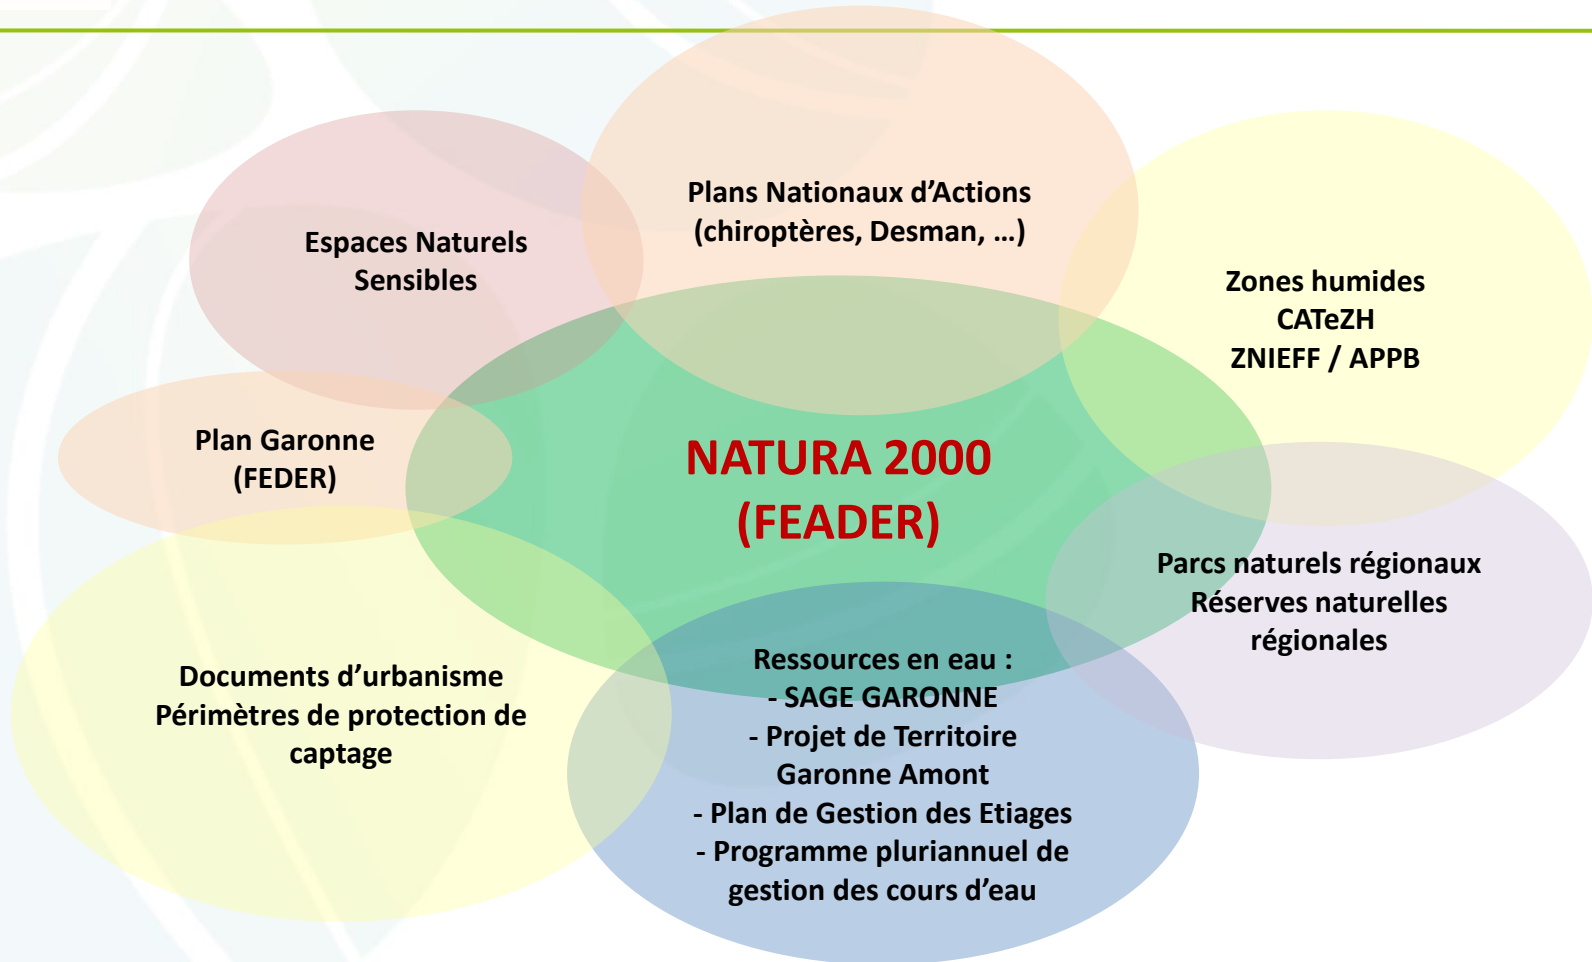 Plans Nationaux d’Actions
(chiroptères, Desman, …)
Espaces Naturels
Sensibles
Zones humides
CATeZH
ZNIEFF / APPB
Plan Garonne
(FEDER)
NATURA 2000
(FEADER)
Parcs naturels régionaux
Réserves naturelles
régionales
Documents d’urbanisme
Périmètres de protection de
captage
Ressources en eau :
- SAGE GARONNE
- Projet de Territoire
Garonne Amont
- Plan de Gestion des Etiages
- Programme pluriannuel de
gestion des cours d’eau